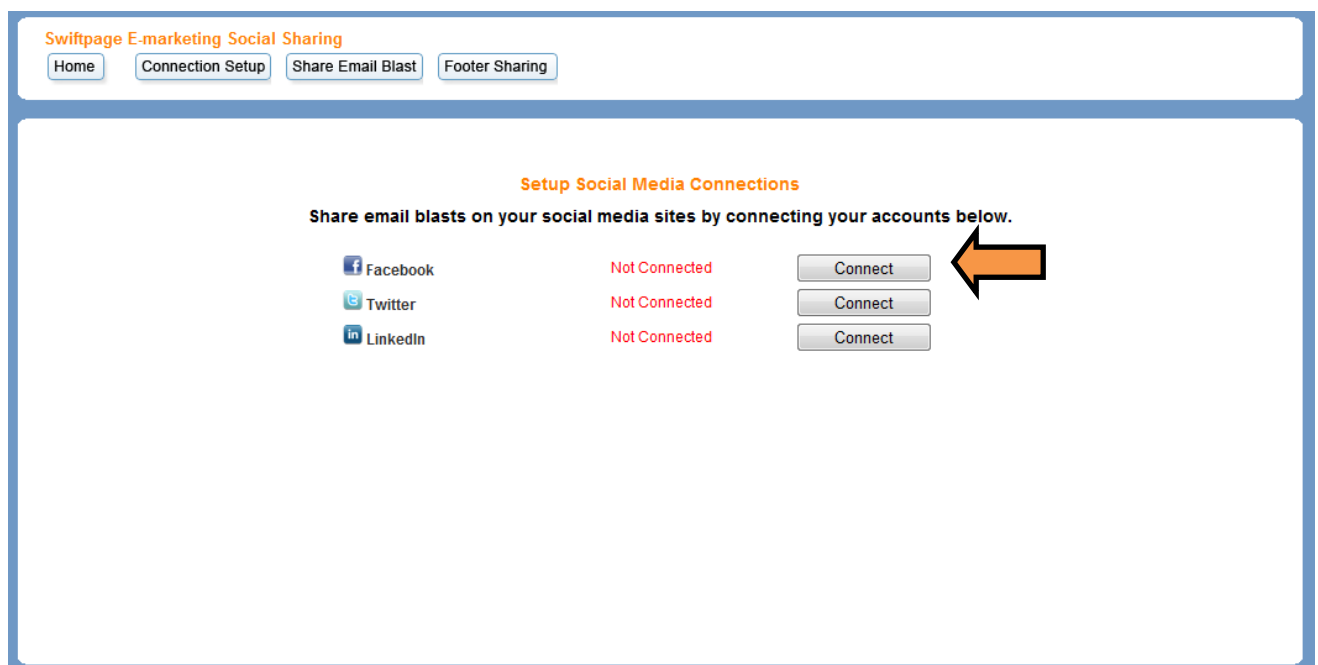 Swiftpage E-marketing Social Sharing
Home Connection Setup Share Email Blast Footer Sharing
Setup Social Media Connections
Share email blasts on your social media sites by connecting your accounts below.
Facebook Not Connected Connect
Twitter Not Connected Connect
LinkedIn Not Connected Connect